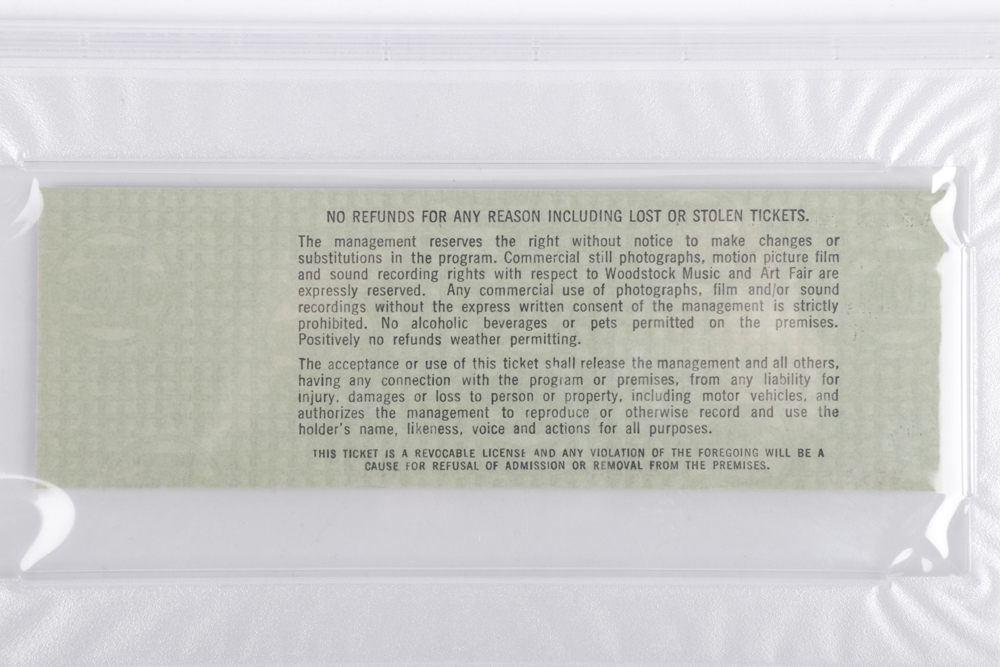 NO REFUNDS FOR ANY REASON INCLUDING LOST OR STOLEN TICKETS.
The management reserves the right without notice to make changes or
substitutions in the program. Commercial still photographs, motion picture film
and sound recording rights with respect to Woodstock Music and Art Fair are
expressly reserved. Any commercial use of photographs, film and/or sound
recordings without the express written consent of the management is strictly
prohibited. No alcoholic beverages or pets permitted on the premises.
Positively no refunds weather permitting.
The acceptance or use of this ticket shall release the management and all others,
having any connection with the program or premises, from any liability for
injury, damages or loss to person or property, including motor vehicles, and
authorizes the management to reproduce or otherwise record and use the
holder's name, likeness, voice and actions for all purposes.
THIS TICKET IS A REVOCABLE LICENSE AND ANY VIOLATION OF THE FOREGOING WILL BE A
CAUSE FOR REFUSAL OF ADMISSION OR REMOVAL FROM THE PREMISES.